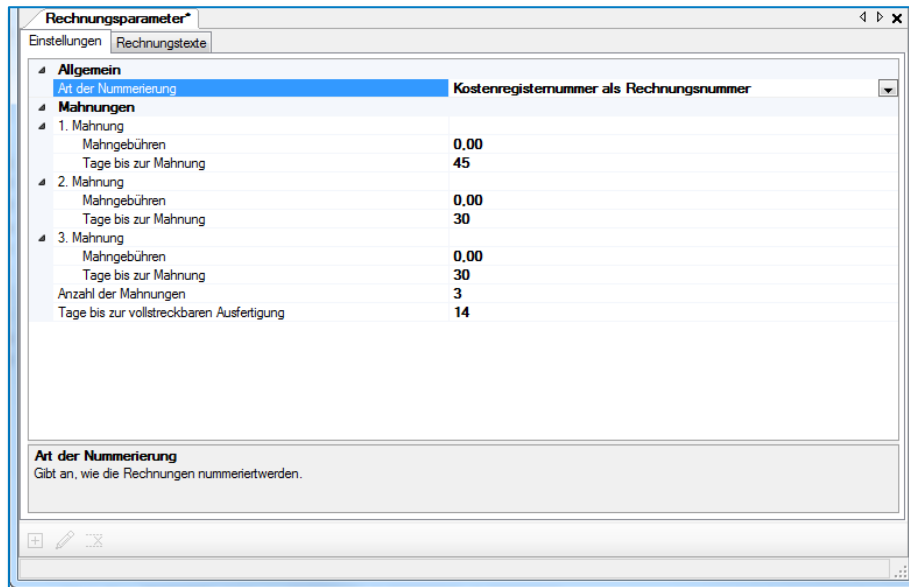 Rechnungsparameter*
Einstellungen Rechnungstexte
Allgemein
Art der Nummerierung Kostenregisternummer als Rechnungsnummer
Mahnungen
1. Mahnung
Mahngebühren 0,00
Tage bis zur Mahnung 45
2. Mahnung
Mahngebühren 0,00
Tage bis zur Mahnung 30
3. Mahnung
Mahngebühren 0,00
Tage bis zur Mahnung 30
Anzahl der Mahnungen 3
Tage bis zur vollstreckbaren Ausfertigung 14
Art der Nummerierung
Gibt an, wie die Rechnungen nummeriertwerden.